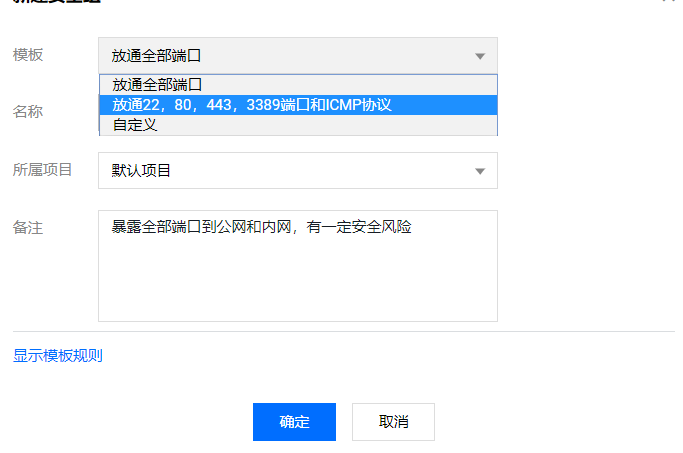 模板
放通全部端口
放通全部端口
放通22，80，443，3389端口和ICMP协议
自定义
名称
所属项目
默认项目
备注
暴露全部端口到公网和内网，有一定安全风险
显示模板规则
确定
取消